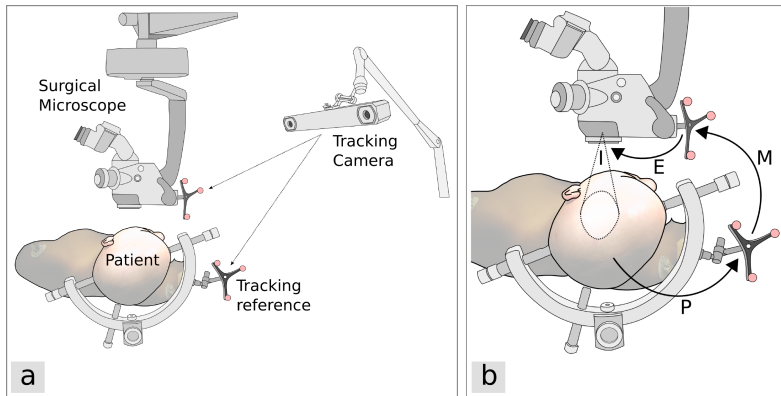 Surgical
Microscope
Tracking
Camera
Patient
Tracking
reference
a
I
E
M
P
b